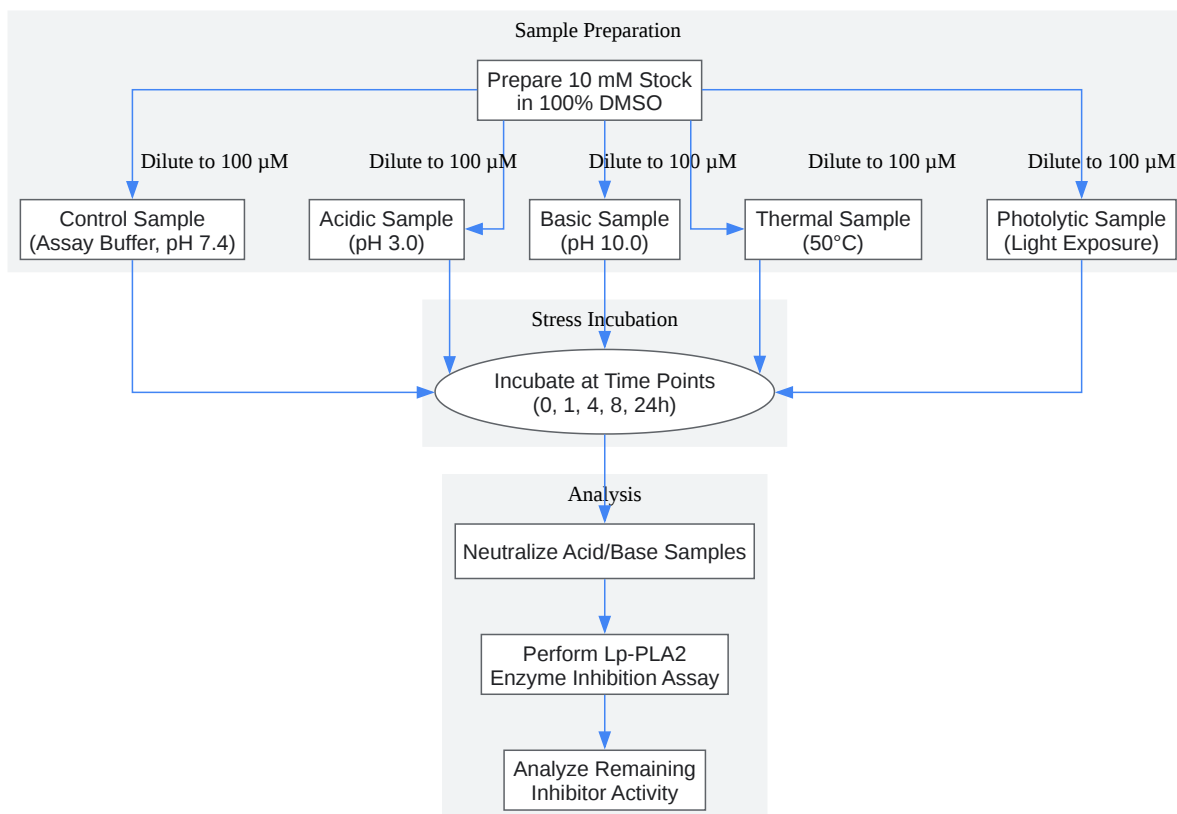 Sample Preparation
Prepare 10 mM Stock
in 100% DMSO
Dilute to 100 µM
Dilute to 100 µM
Dilute to 100 µM
Dilute to 100 µM
Dilute to 100 µM
Control Sample
(Assay Buffer, pH 7.4)
Acidic Sample
(pH 3.0)
Basic Sample
(pH 10.0)
Thermal Sample
(50°C)
Photolytic Sample
(Light Exposure)
Stress Incubation
Incubate at Time Points
(0, 1, 4, 8, 24h)
Analysis
Neutralize Acid/Base Samples
Perform Lp-PLA2
Enzyme Inhibition Assay
Analyze Remaining
Inhibitor Activity